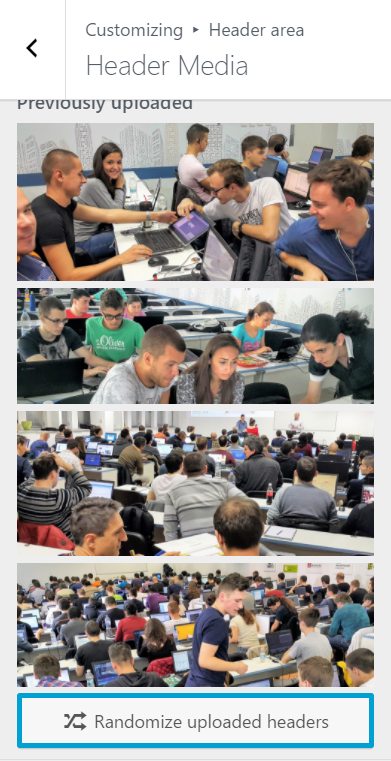 Customizing ▸ Header area
Header Media
Previously uploaded
Randomize uploaded headers